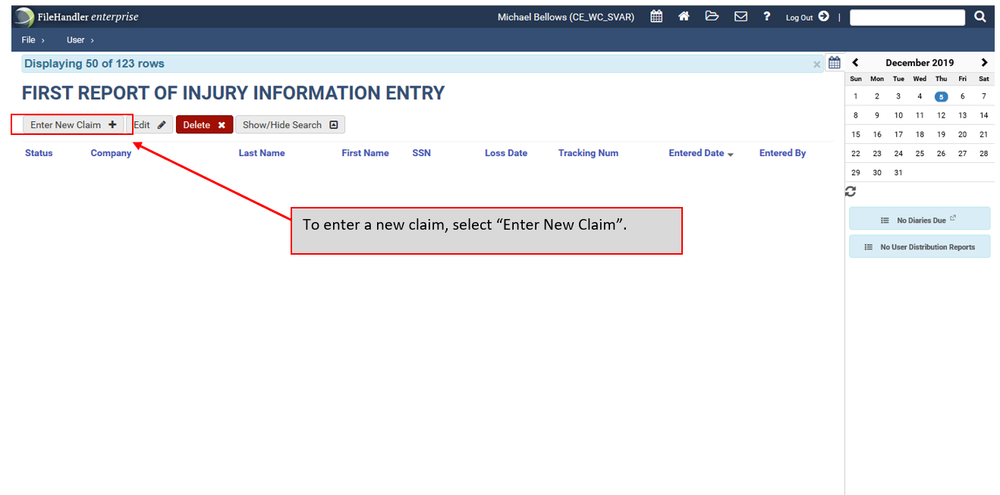 FileHandler enterprise
Michael Bellows (CE_WC_SVAR) ? Log Out |
File › User ›
Displaying 50 of 123 rows ×
FIRST REPORT OF INJURY INFORMATION ENTRY
Enter New Claim Edit Delete Show/Hide Search
Status Company Last Name First Name SSN Loss Date Tracking Num Entered Date Entered By
To enter a new claim, select “Enter New Claim”.
December 2019
Sun Mon Tue Wed Thu Fri Sat
1 2 3 4 5 6 7
8 9 10 11 12 13 14
15 16 17 18 19 20 21
22 23 24 25 26 27 28
29 30 31
No Diaries Due
No User Distribution Reports